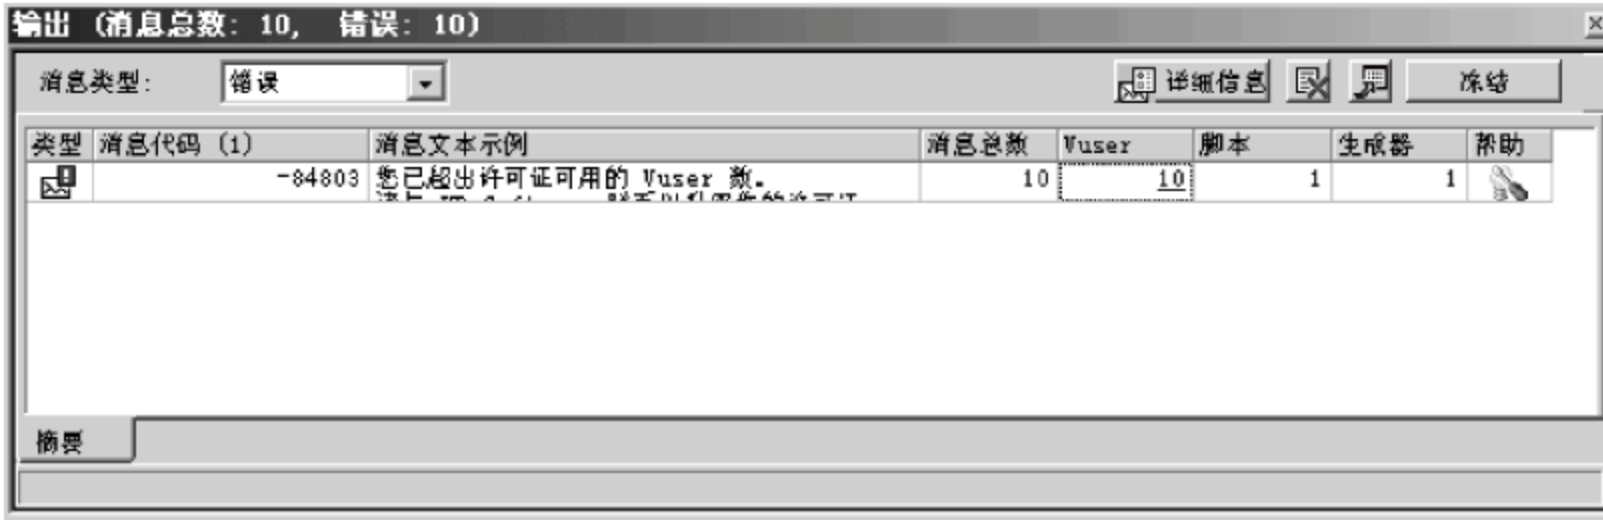 输出 (消息总数: 10, 错误: 10)
消息类型: 错误 详细信息 冻结
类型 消息代码 (1) 消息文本示例 消息总数 Vuser 脚本 生成器 帮助
-84803 您已超出许可证可用的 Vuser 数. 10 10 1 1
摘要